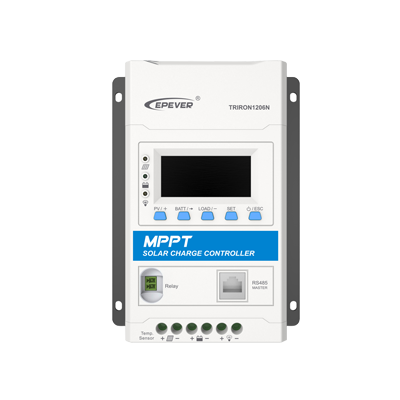 EPEVER®
TRIRON1206N
PV/+
BATT/→
LOAD/−
SET
⏻/ESC
MPPT
SOLAR CHARGE CONTROLLER
Relay
RS485
MASTER
Temp.
Sensor
+ − + − + −